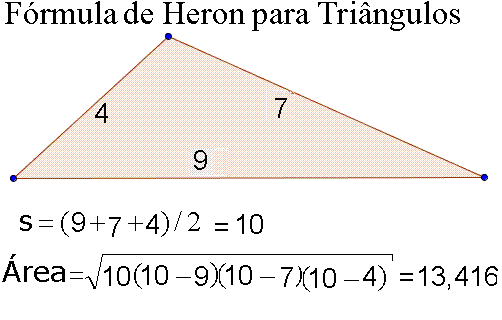 Fórmula de Heron para Triângulos
4
7
9
s = (9+7+4)/2 = 10
Área=√10(10-9)(10-7)(10-4) =13,416